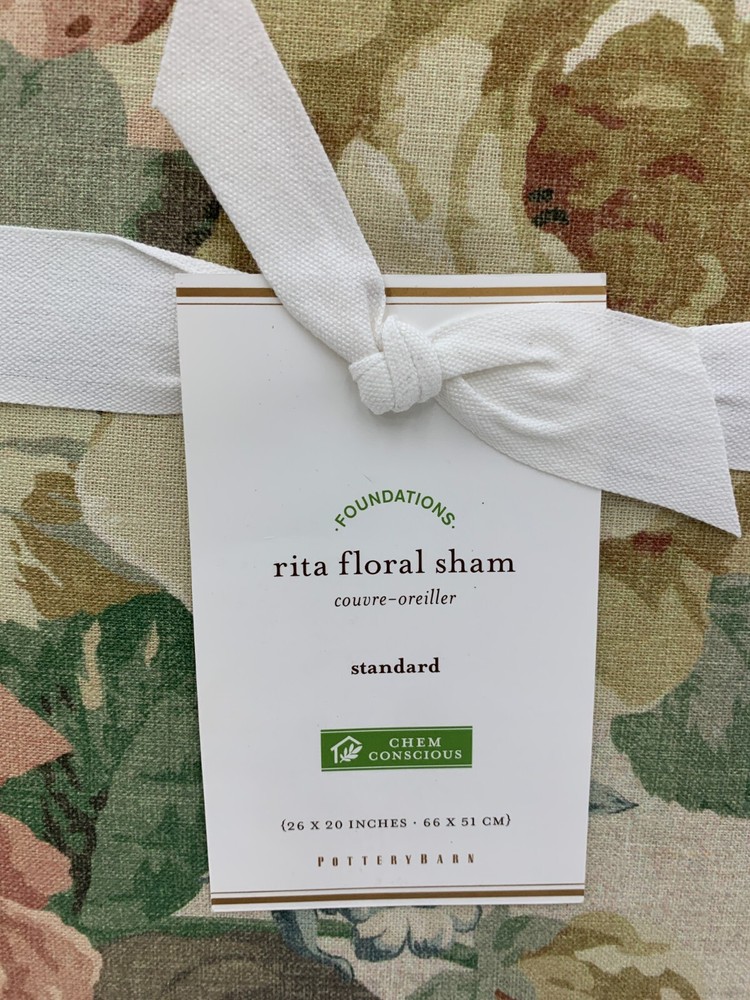 ·FOUNDATIONS·
rita floral sham
couvre-oreiller
standard
CHEM
CONSCIOUS
{26 X 20 INCHES · 66 X 51 CM}
POTTERYBARN